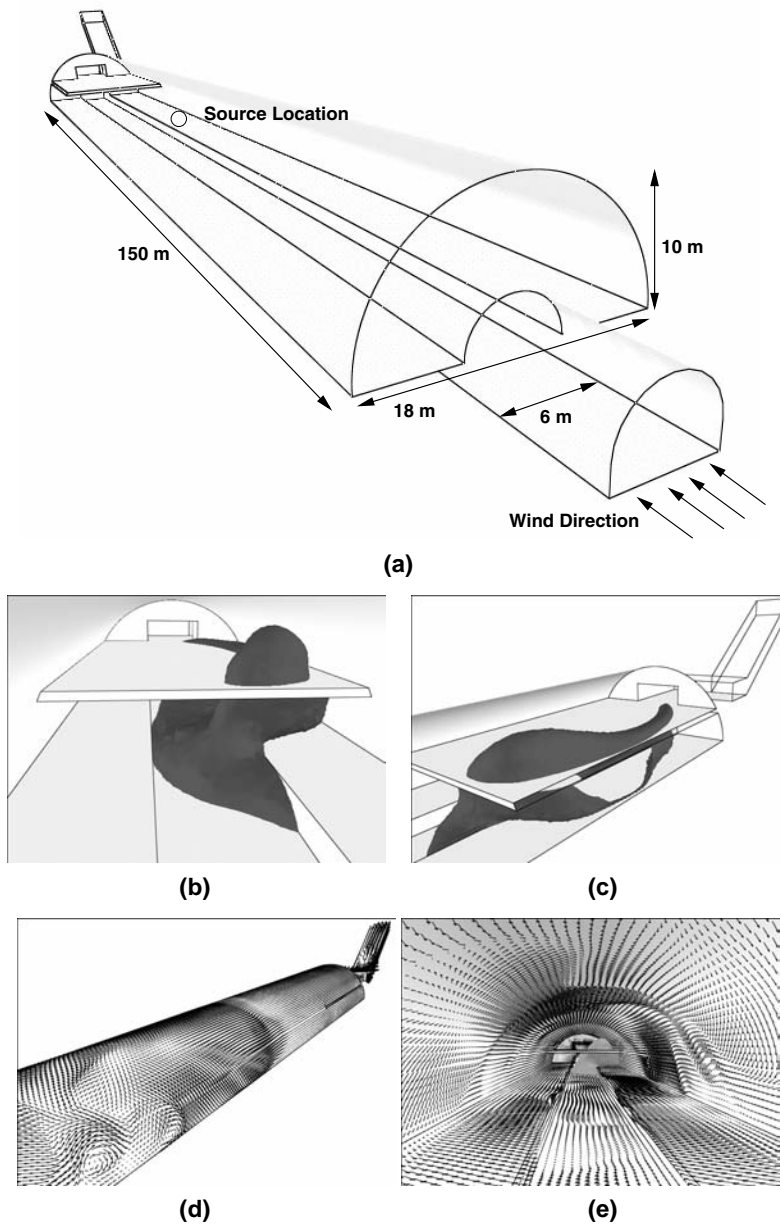 Source Location
10 m
150 m
18 m
6 m
Wind Direction
(a)
(b)
(c)
(d)
(e)